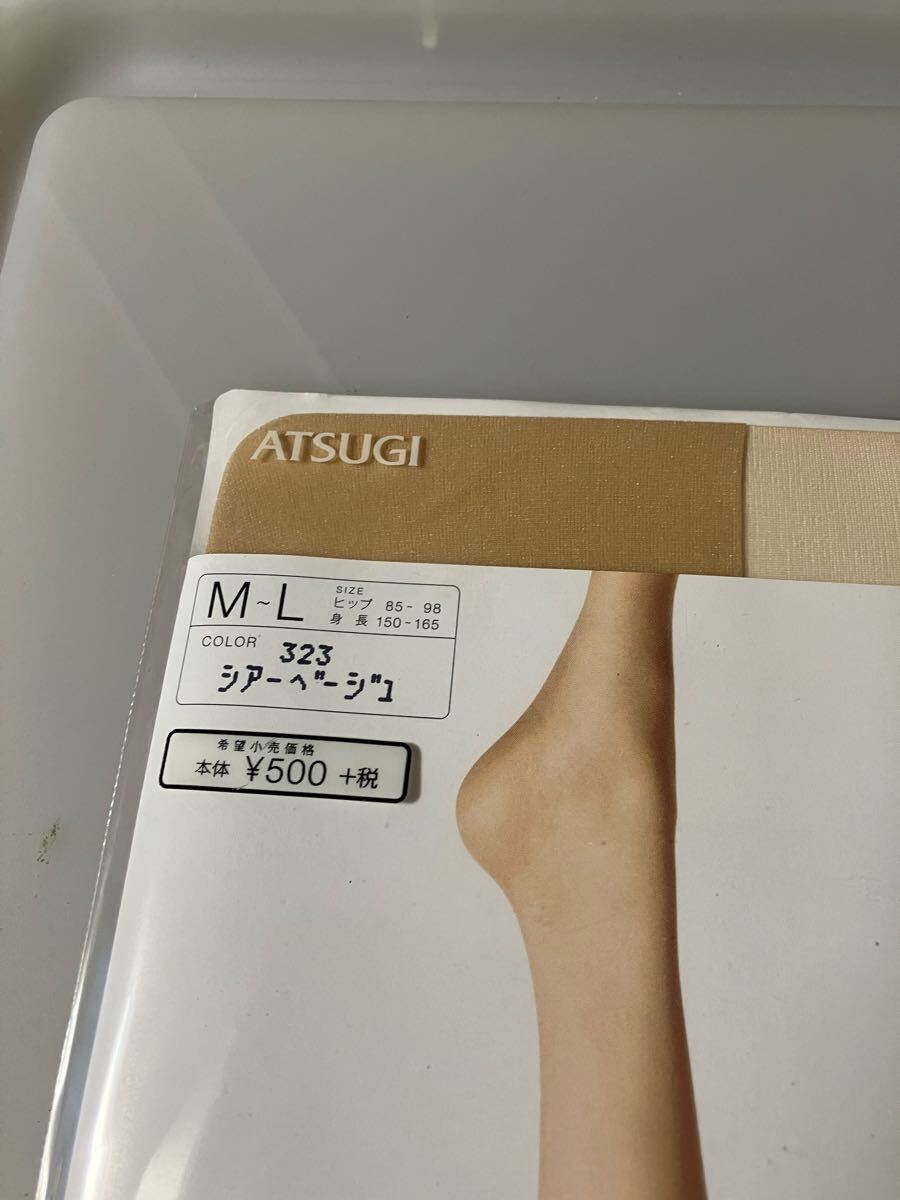 ATSUGI
M~L
SIZE
ヒップ 85-98
身長 150~165
COLOR
323
シアーベージュ
希望小売価格
本体 ¥500 +税